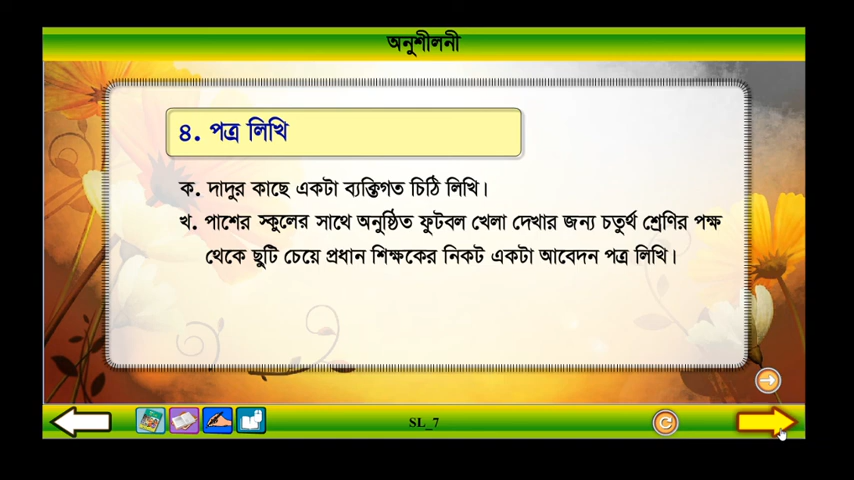 অনুশীলনী
৪. পত্র লিখি
ক. দাদুর কাছে একটা ব্যক্তিগত চিঠি লিখি।
খ. পাশের স্কুলের সাথে অনুষ্ঠিত ফুটবল খেলা দেখার জন্য চতুর্থ শ্রেণির পক্ষ
থেকে ছুটি চেয়ে প্রধান শিক্ষকের নিকট একটা আবেদন পত্র লিখি।
SL_7